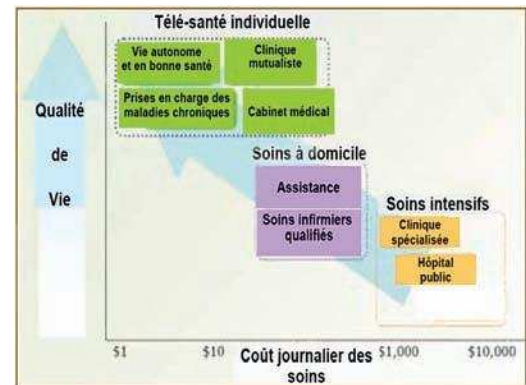 Télé-santé individuelle
Vie autonome
et en bonne santé
Clinique
mutualiste
Prises en charge des
maladies chroniques
Cabinet médical
Qualité
de
Vie
Soins à domicile
Assistance
Soins infirmiers
qualifiés
Soins intensifs
Clinique
spécialisée
Hôpital
public
$1
$10
Coût journalier des
soins
$1,000
$10,000